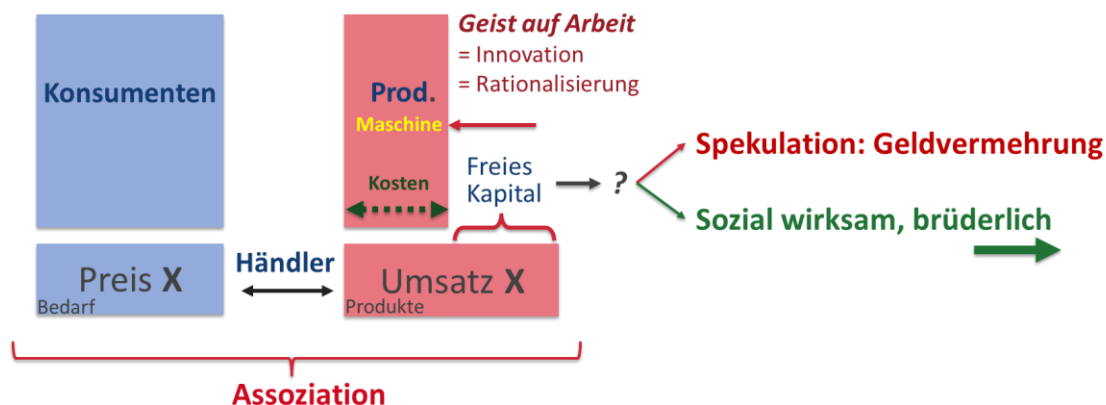 Geist auf Arbeit
= Innovation
= Rationalisierung
Konsumenten
Prod.
Maschine
Kosten
Freies
Kapital
?
Spekulation: Geldvermehrung
Sozial wirksam, brüderlich
Preis X
Bedarf
Händler
Umsatz X
Produkte
Assoziation